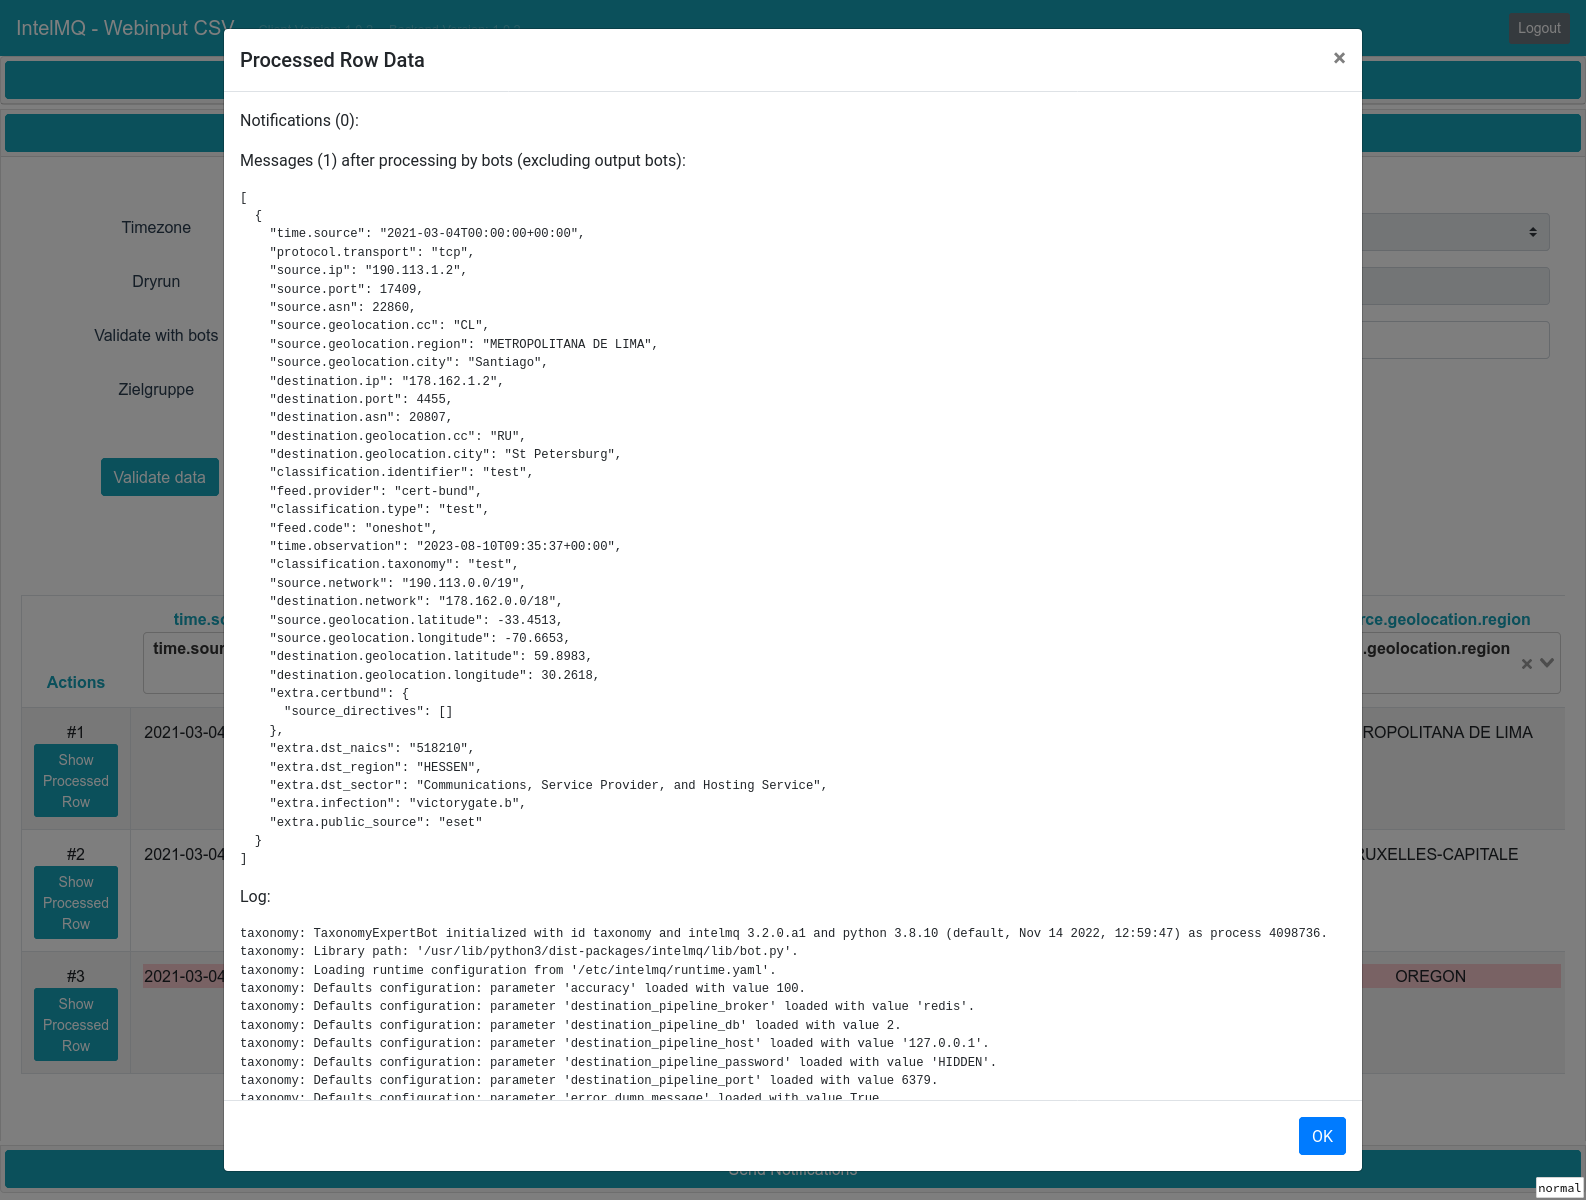 IntelMQ - Webinput CSV
Logout
Processed Row Data
×
Notifications (0):
Messages (1) after processing by bots (excluding output bots):
[
  {
    "time.source": "2021-03-04T00:00:00+00:00",
    "protocol.transport": "tcp",
    "source.ip": "190.113.1.2",
    "source.port": 17409,
    "source.asn": 22860,
    "source.geolocation.cc": "CL",
    "source.geolocation.region": "METROPOLITANA DE LIMA",
    "source.geolocation.city": "Santiago",
    "destination.ip": "178.162.1.2",
    "destination.port": 4455,
    "destination.asn": 20807,
    "destination.geolocation.cc": "RU",
    "destination.geolocation.city": "St Petersburg",
    "classification.identifier": "test",
    "feed.provider": "cert-bund",
    "classification.type": "test",
    "feed.code": "oneshot",
    "time.observation": "2023-08-10T09:35:37+00:00",
    "classification.taxonomy": "test",
    "source.network": "190.113.0.0/19",
    "destination.network": "178.162.0.0/18",
    "source.geolocation.latitude": -33.4513,
    "source.geolocation.longitude": -70.6653,
    "destination.geolocation.latitude": 59.8983,
    "destination.geolocation.longitude": 30.2618,
    "extra.certbund": {
      "source_directives": []
    },
    "extra.dst_naics": "518210",
    "extra.dst_region": "HESSEN",
    "extra.dst_sector": "Communications, Service Provider, and Hosting Service",
    "extra.infection": "victorygate.b",
    "extra.public_source": "eset"
  }
]
Log:
taxonomy: TaxonomyExpertBot initialized with id taxonomy and intelmq 3.2.0.a1 and python 3.8.10 (default, Nov 14 2022, 12:59:47) as process 4098736.
taxonomy: Library path: '/usr/lib/python3/dist-packages/intelmq/lib/bot.py'.
taxonomy: Loading runtime configuration from '/etc/intelmq/runtime.yaml'.
taxonomy: Defaults configuration: parameter 'accuracy' loaded with value 100.
taxonomy: Defaults configuration: parameter 'destination_pipeline_broker' loaded with value 'redis'.
taxonomy: Defaults configuration: parameter 'destination_pipeline_db' loaded with value 2.
taxonomy: Defaults configuration: parameter 'destination_pipeline_host' loaded with value '127.0.0.1'.
taxonomy: Defaults configuration: parameter 'destination_pipeline_password' loaded with value 'HIDDEN'.
taxonomy: Defaults configuration: parameter 'destination_pipeline_port' loaded with value 6379.
taxonomy: Defaults configuration: parameter 'error_dump_message' loaded with value True
OK
Timezone
Dryrun
Validate with bots
Zielgruppe
Validate data
time.so
rce.geolocation.region
time.sour
.geolocation.region
Actions
#1
2021-03-04
ROPOLITANA DE LIMA
Show
Processed
Row
#2
2021-03-04
RUXELLES-CAPITALE
Show
Processed
Row
#3
2021-03-04
OREGON
Show
Processed
Row
Send Notifications
normal